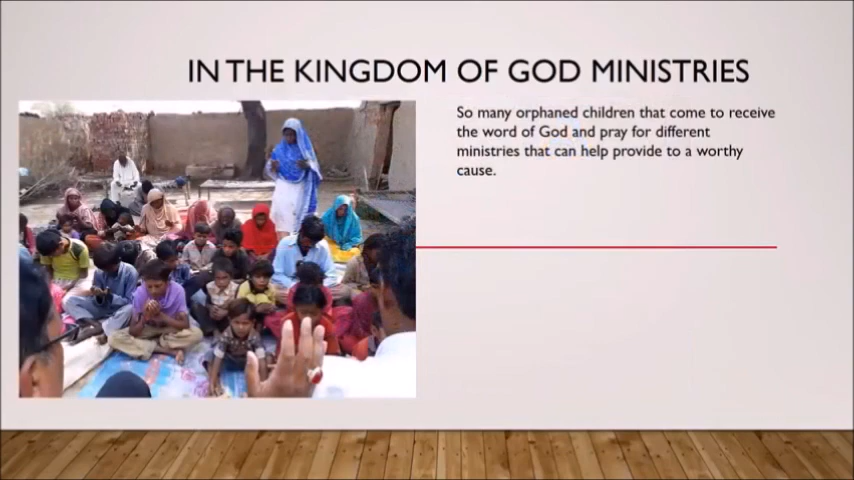 IN THE KINGDOM OF GOD MINISTRIES
So many orphaned children that come to receive
the word of God and pray for different
ministries that can help provide to a worthy
cause.